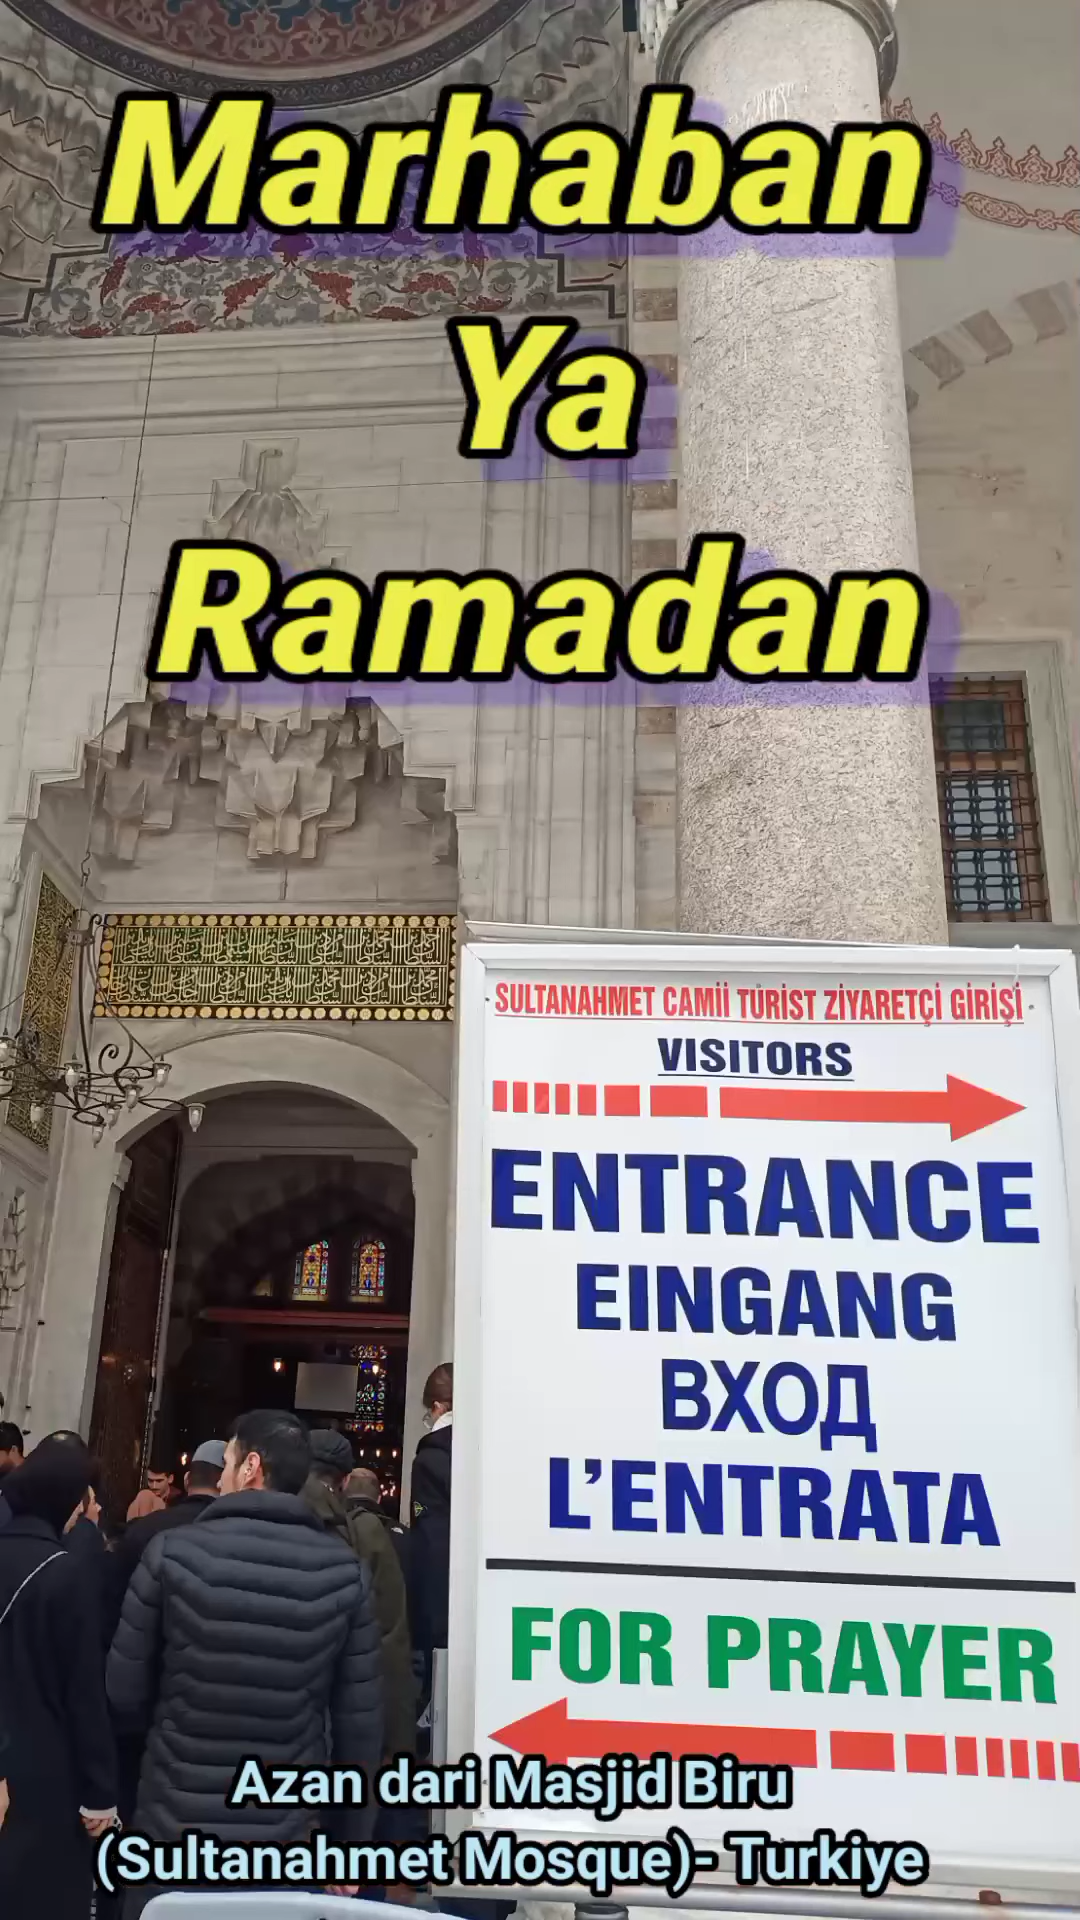 Marhaban
Ya
Ramadan
SULTANAHMET CAMİİ TURİST ZİYARETÇİ GİRİŞİ
VISITORS
ENTRANCE
EINGANG
ВХОД
L'ENTRATA
FOR PRAYER
Azan dari Masjid Biru
(Sultanahmet Mosque)- Turkiye